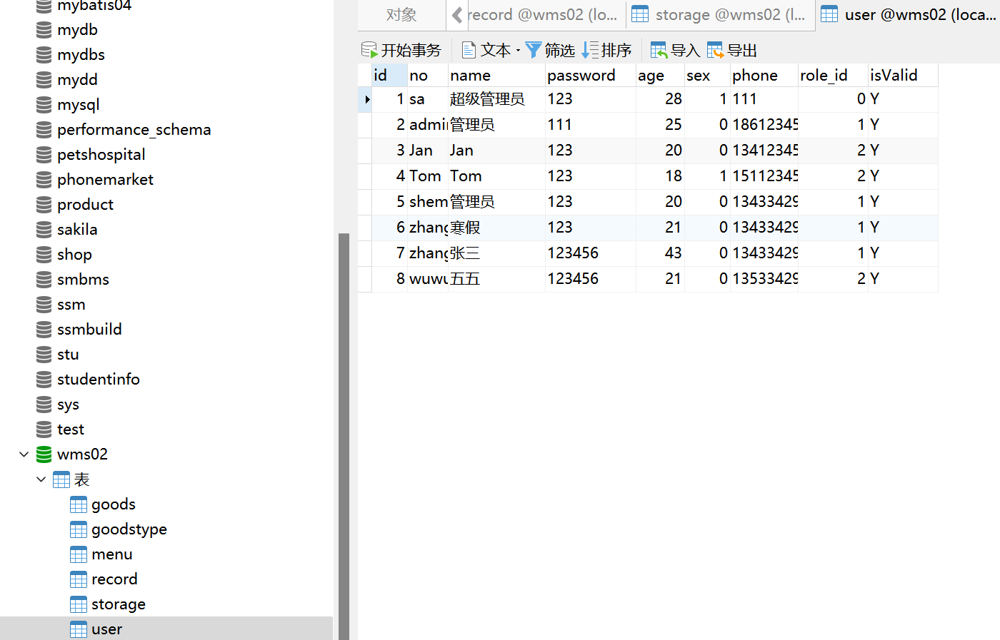 mybatis04
mydb
mydbs
mydd
mysql
performance_schema
petshospital
phonemarket
product
sakila
shop
smbms
ssm
ssmbuild
stu
studentinfo
sys
test
wms02
表
goods
goodstype
menu
record
storage
user
对象 record @wms02 (lo... storage @wms02 (l... user @wms02 (loca...
开始事务 文本 筛选 排序 导入 导出
id no name password age sex phone role_id isValid
1 sa 超级管理员 123 28 1 111 0 Y
2 admi 管理员 111 25 0 18612345 1 Y
3 Jan Jan 123 20 0 13412345 2 Y
4 Tom Tom 123 18 1 15112345 2 Y
5 shem 管理员 123 20 0 13433429 1 Y
6 zhang 寒假 123 21 0 13433429 1 Y
7 zhang 张三 123456 43 0 13433429 1 Y
8 wuwu 五五 123456 21 0 13533429 2 Y